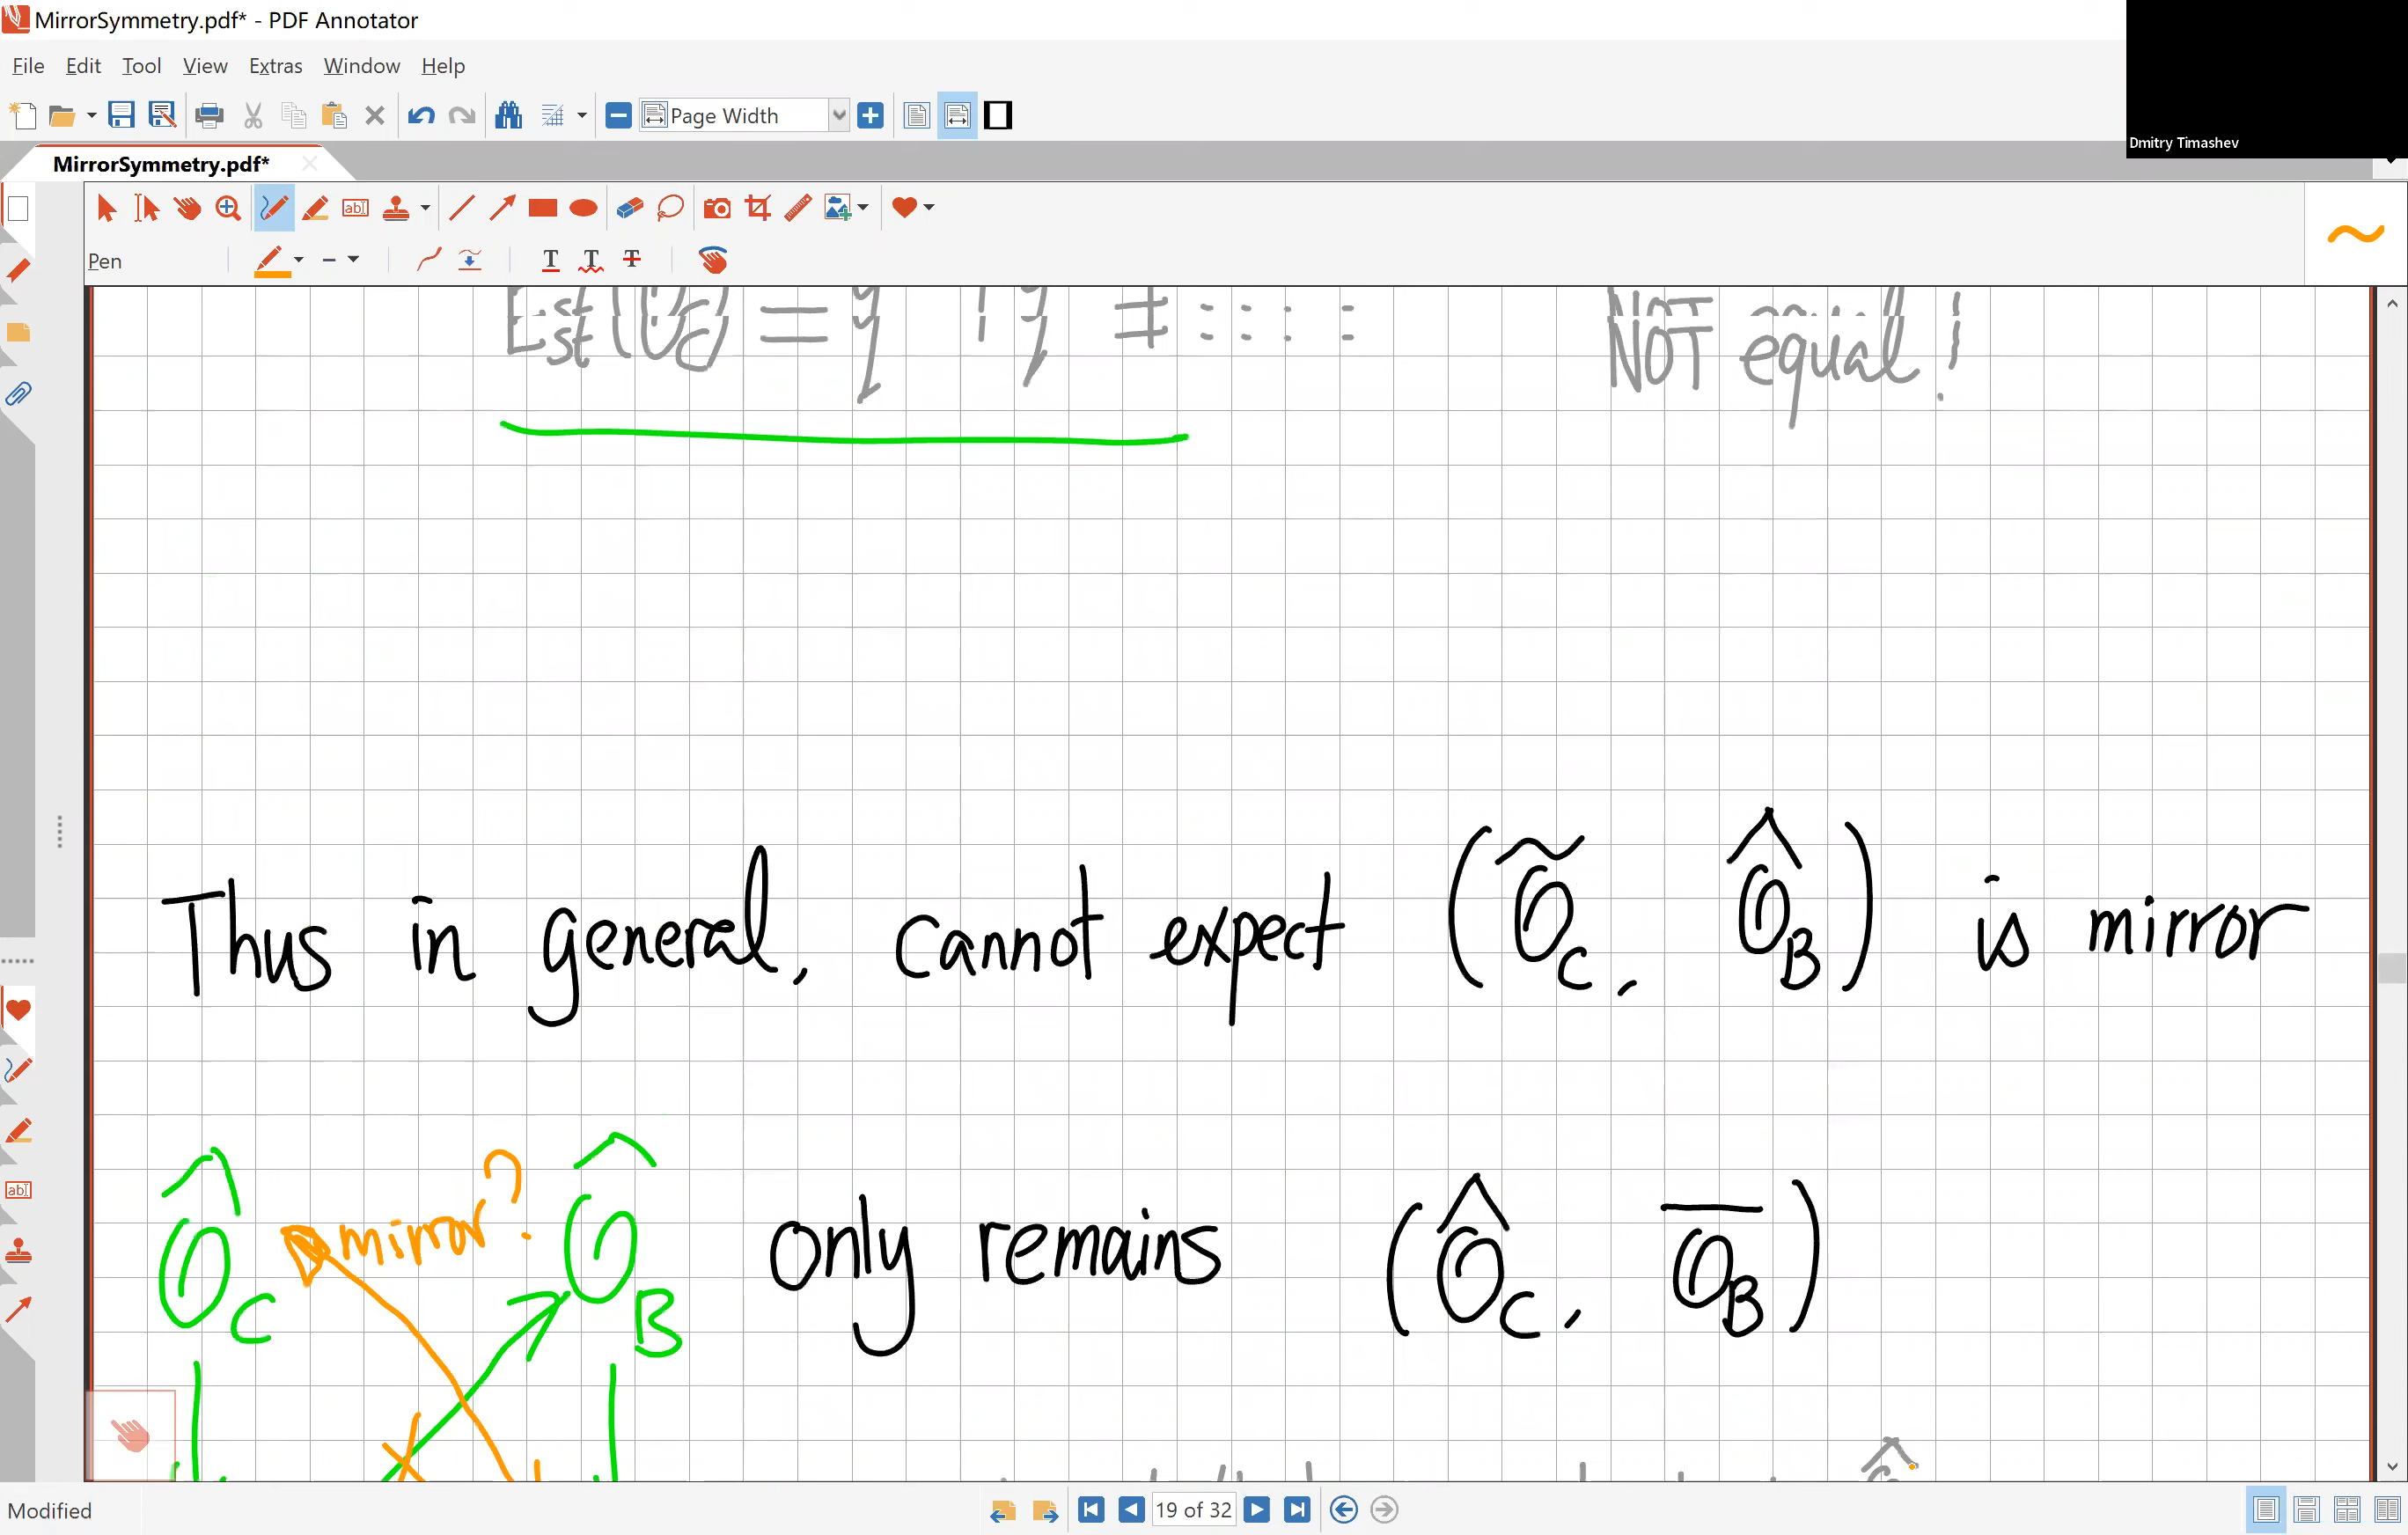 MirrorSymmetry.pdf* - PDF Annotator
File Edit Tool View Extras Window Help
Page Width
Dmitry Timashev
MirrorSymmetry.pdf*
Pen
NOT equal!
Thus in general, cannot expect (Õ_C, Ô_B) is mirror
Ô_C mirror? Ô_B only remains (Ô_C, O̅_B)
Modified
19 of 32